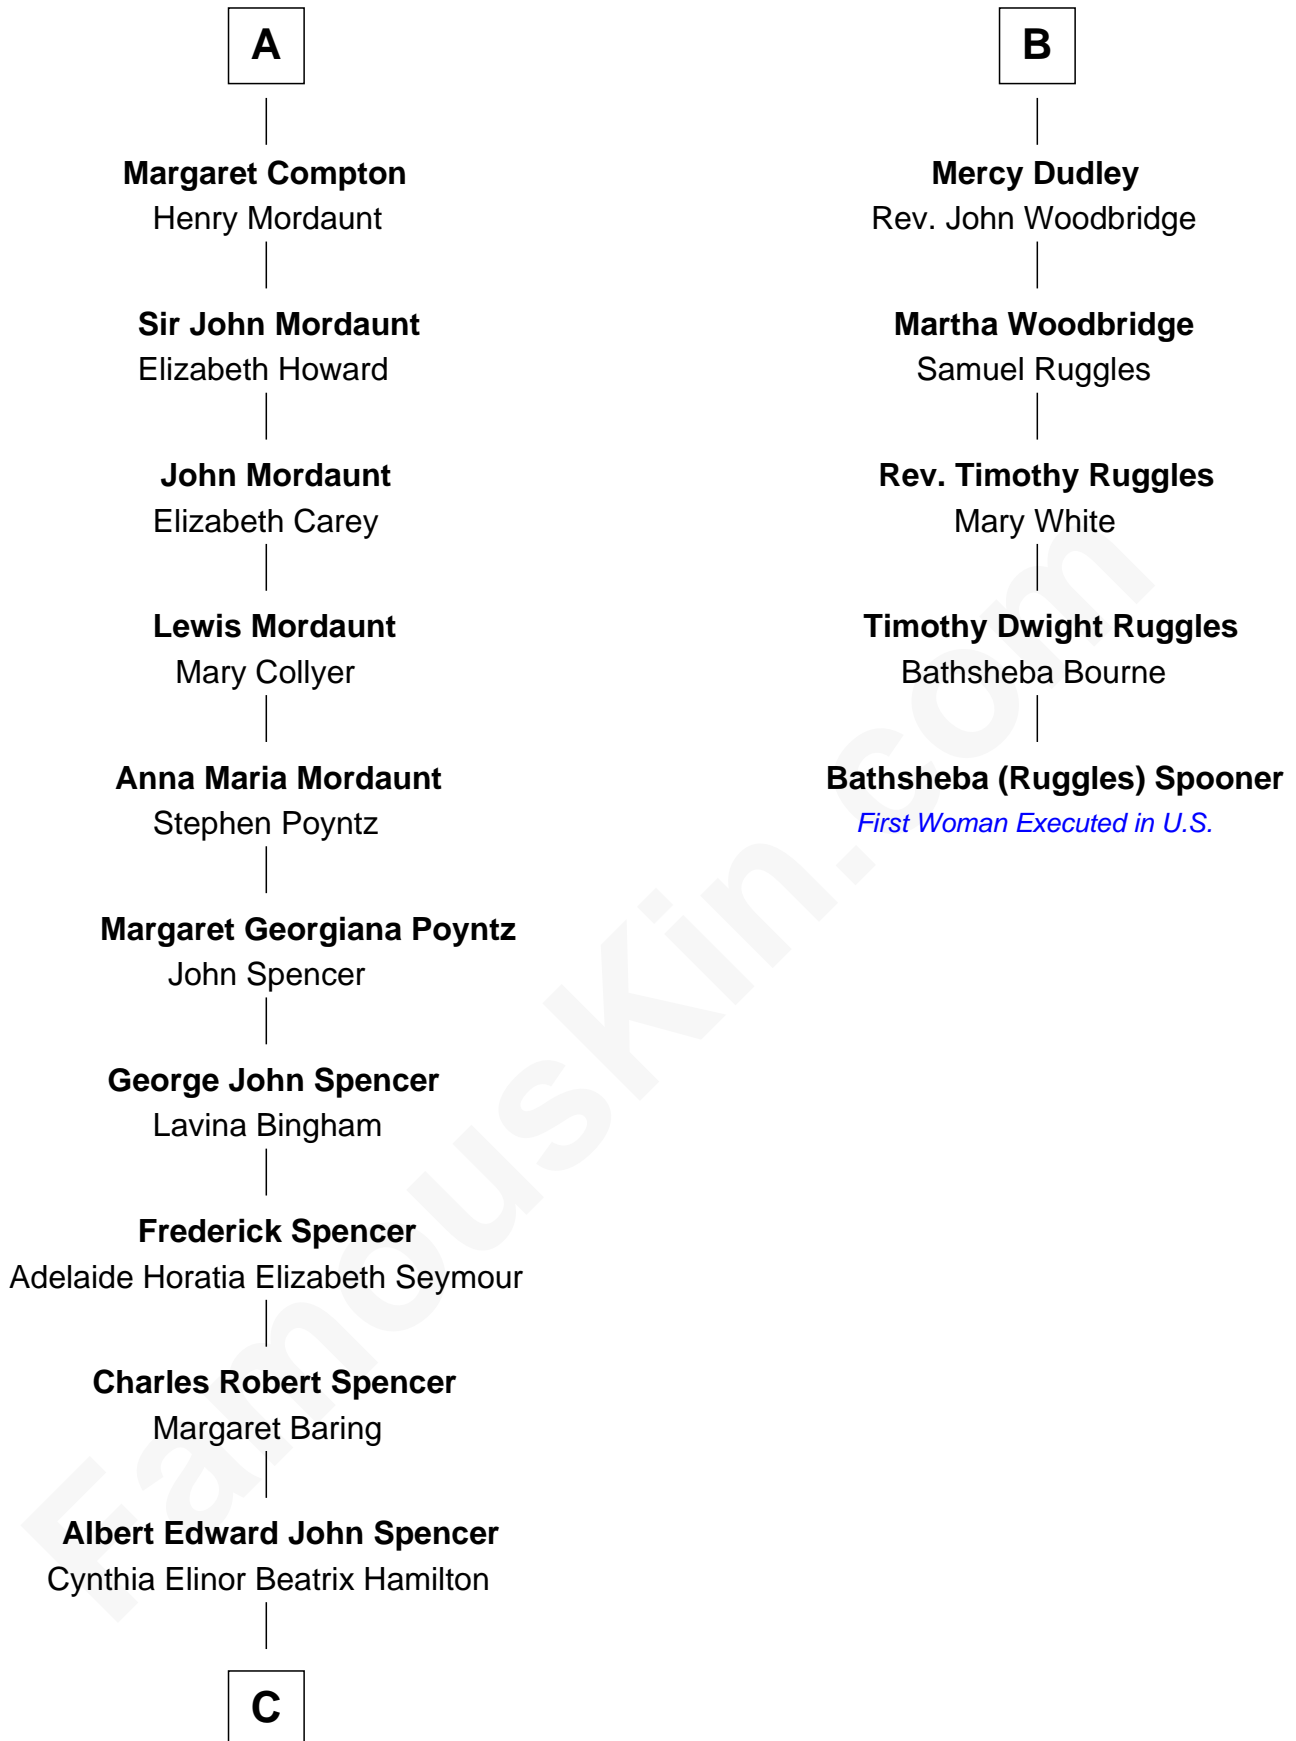 A
Margaret Compton
Henry Mordaunt
Sir John Mordaunt
Elizabeth Howard
John Mordaunt
Elizabeth Carey
Lewis Mordaunt
Mary Collyer
Anna Maria Mordaunt
Stephen Poyntz
Margaret Georgiana Poyntz
John Spencer
George John Spencer
Lavina Bingham
Frederick Spencer
Adelaide Horatia Elizabeth Seymour
Charles Robert Spencer
Margaret Baring
Albert Edward John Spencer
Cynthia Elinor Beatrix Hamilton
C
B
Mercy Dudley
Rev. John Woodbridge
Martha Woodbridge
Samuel Ruggles
Rev. Timothy Ruggles
Mary White
Timothy Dwight Ruggles
Bathsheba Bourne
Bathsheba (Ruggles) Spooner
First Woman Executed in U.S.
FamousKin.com